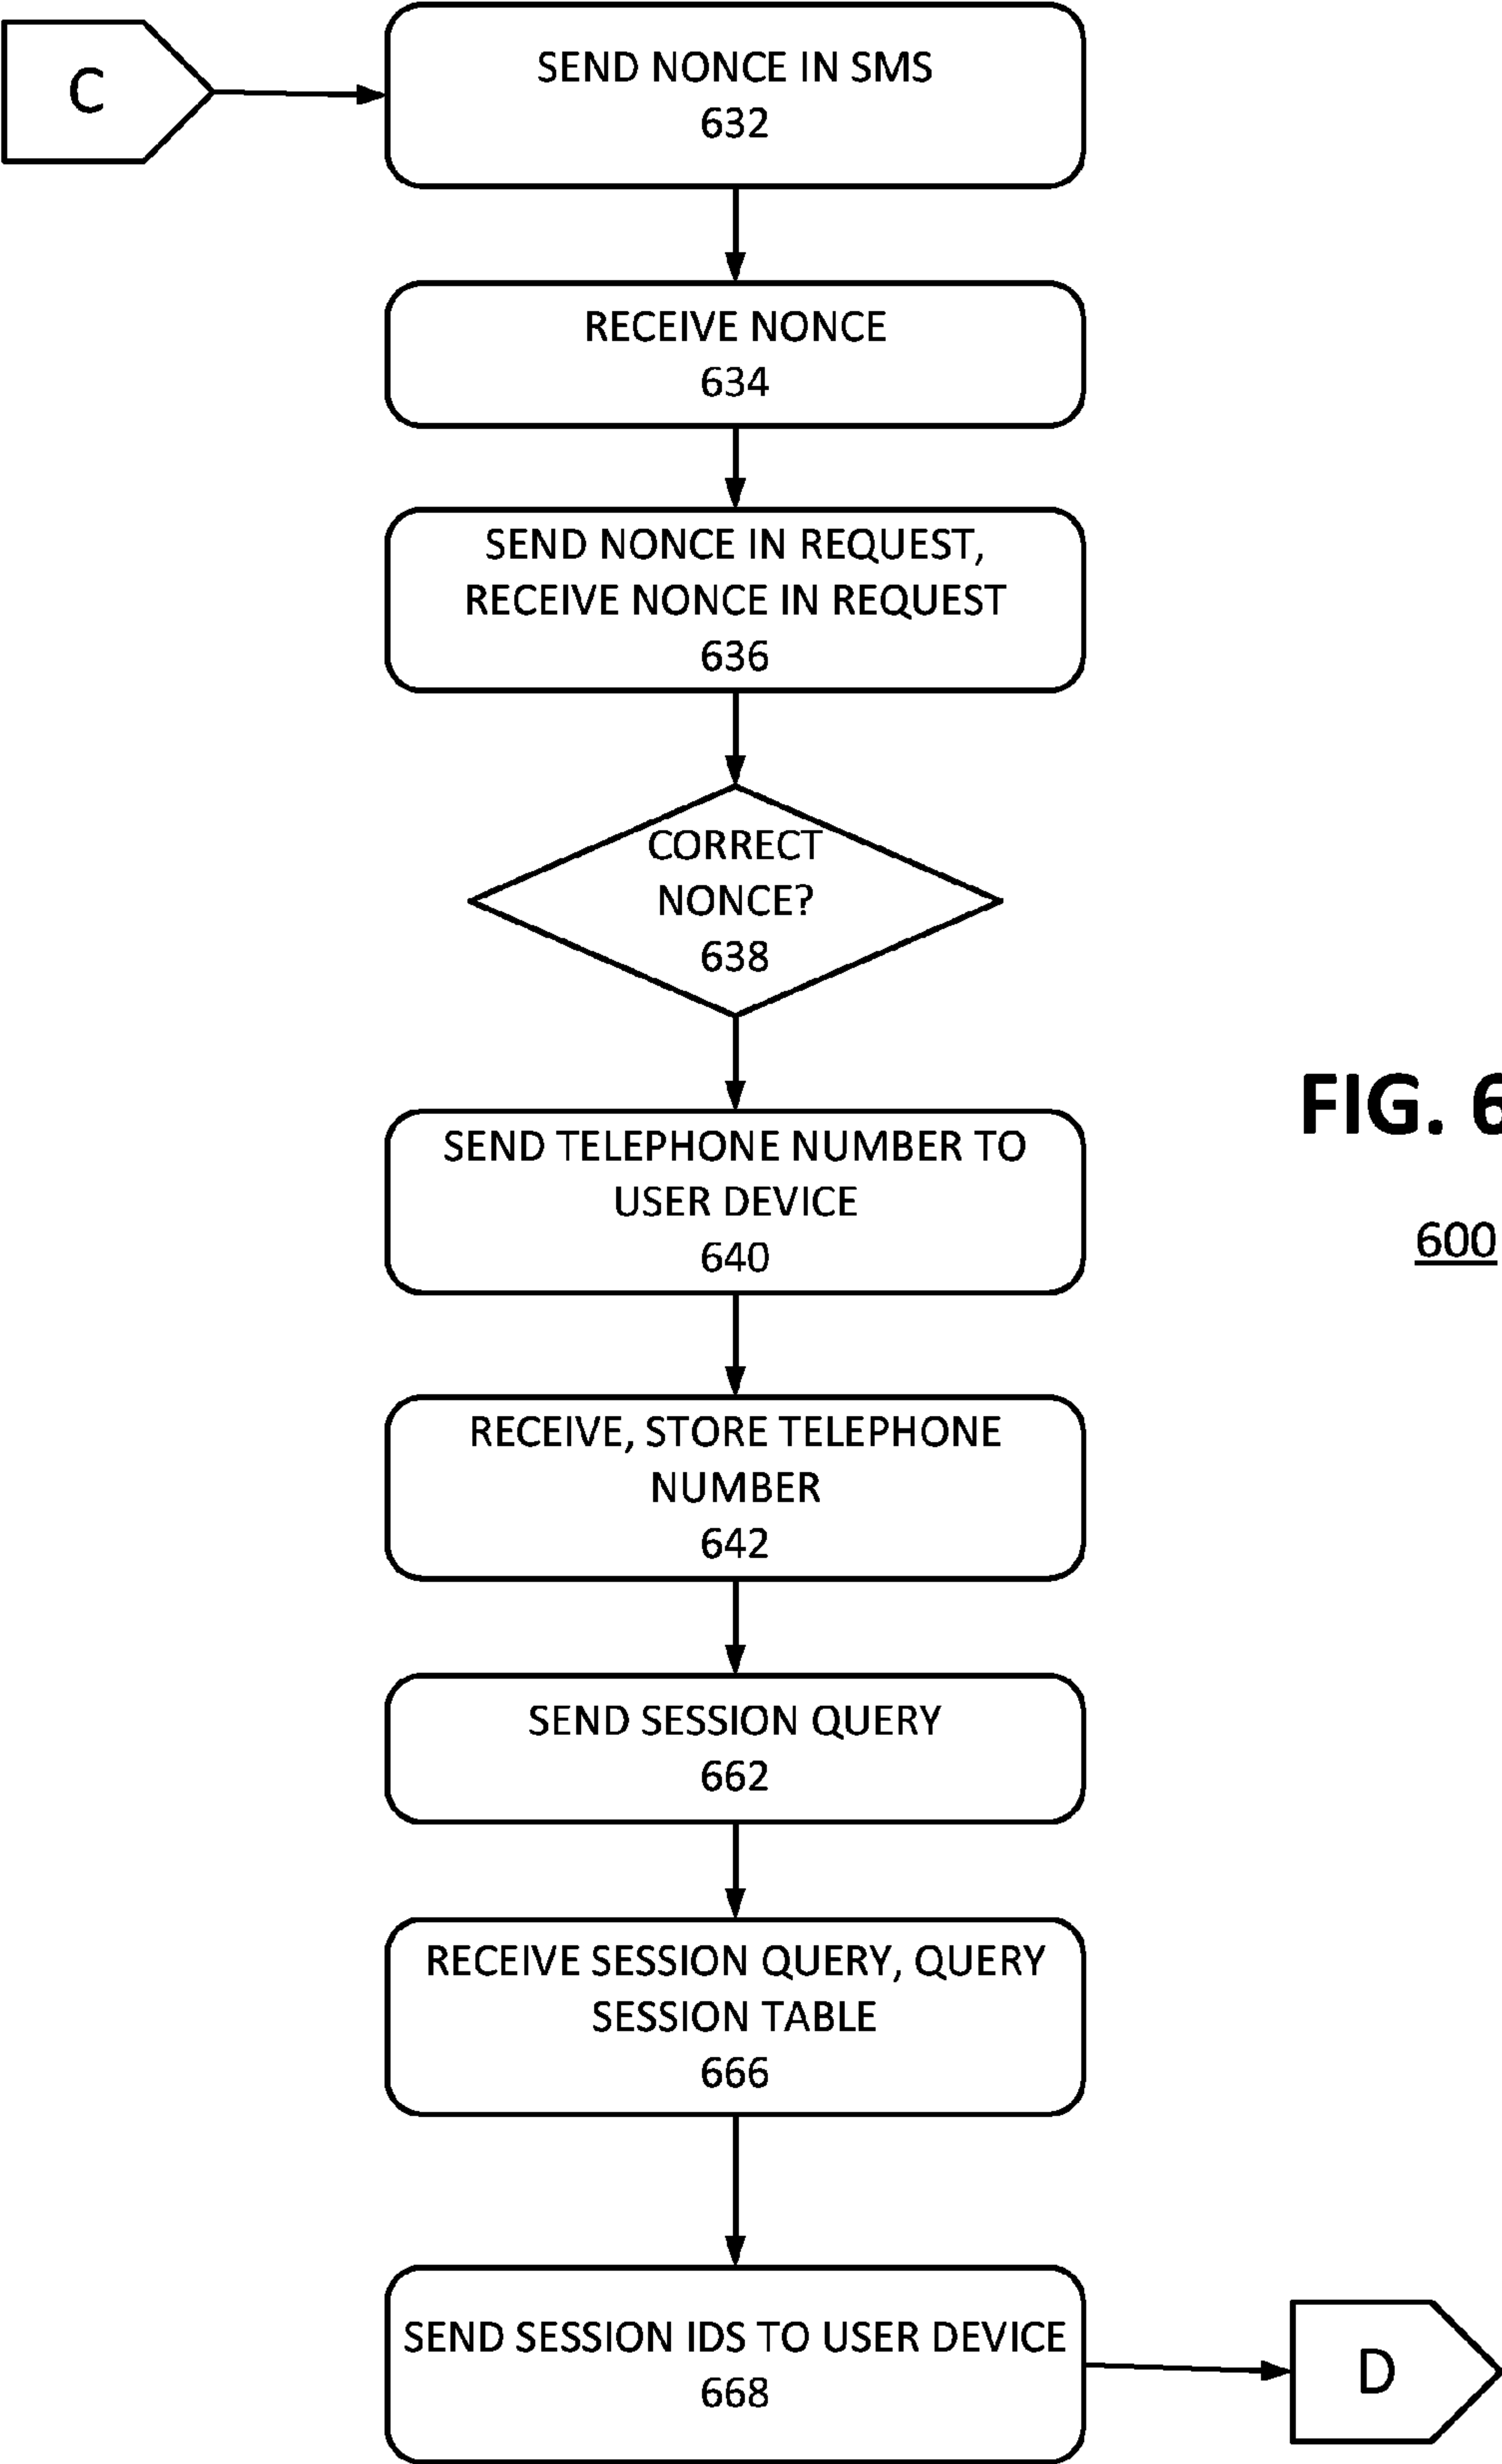 C
SEND NONCE IN SMS
632
RECEIVE NONCE
634
SEND NONCE IN REQUEST,
RECEIVE NONCE IN REQUEST
636
CORRECT
NONCE?
638
SEND TELEPHONE NUMBER TO
USER DEVICE
640
FIG. 6
600
RECEIVE, STORE TELEPHONE
NUMBER
642
SEND SESSION QUERY
662
RECEIVE SESSION QUERY, QUERY
SESSION TABLE
666
SEND SESSION IDS TO USER DEVICE
668
D